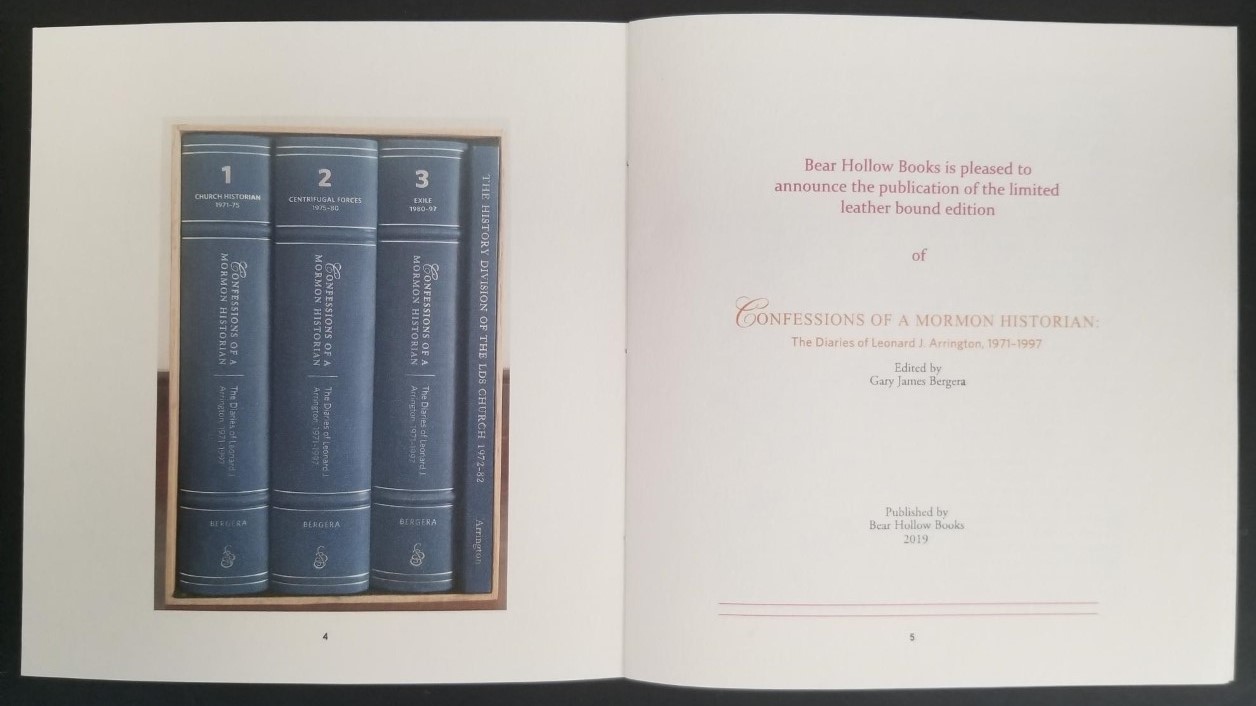 1
CHURCH HISTORIAN
1971-75
CONFESSIONS OF A
MORMON HISTORIAN
The Diaries of Leonard J.
Arrington, 1971-1997
BERGERA
2
CENTRIFUGAL FORCES
1975-80
CONFESSIONS OF A
MORMON HISTORIAN
The Diaries of Leonard J.
Arrington, 1971-1997
BERGERA
3
EXILE
1980-97
CONFESSIONS OF A
MORMON HISTORIAN
The Diaries of Leonard J.
Arrington, 1971-1997
BERGERA
THE HISTORY DIVISION OF THE LDS CHURCH 1972-82 Arrington
4
Bear Hollow Books is pleased to
announce the publication of the limited
leather bound edition
of
CONFESSIONS OF A MORMON HISTORIAN:
The Diaries of Leonard J. Arrington, 1971-1997
Edited by
Gary James Bergera
Published by
Bear Hollow Books
2019
5